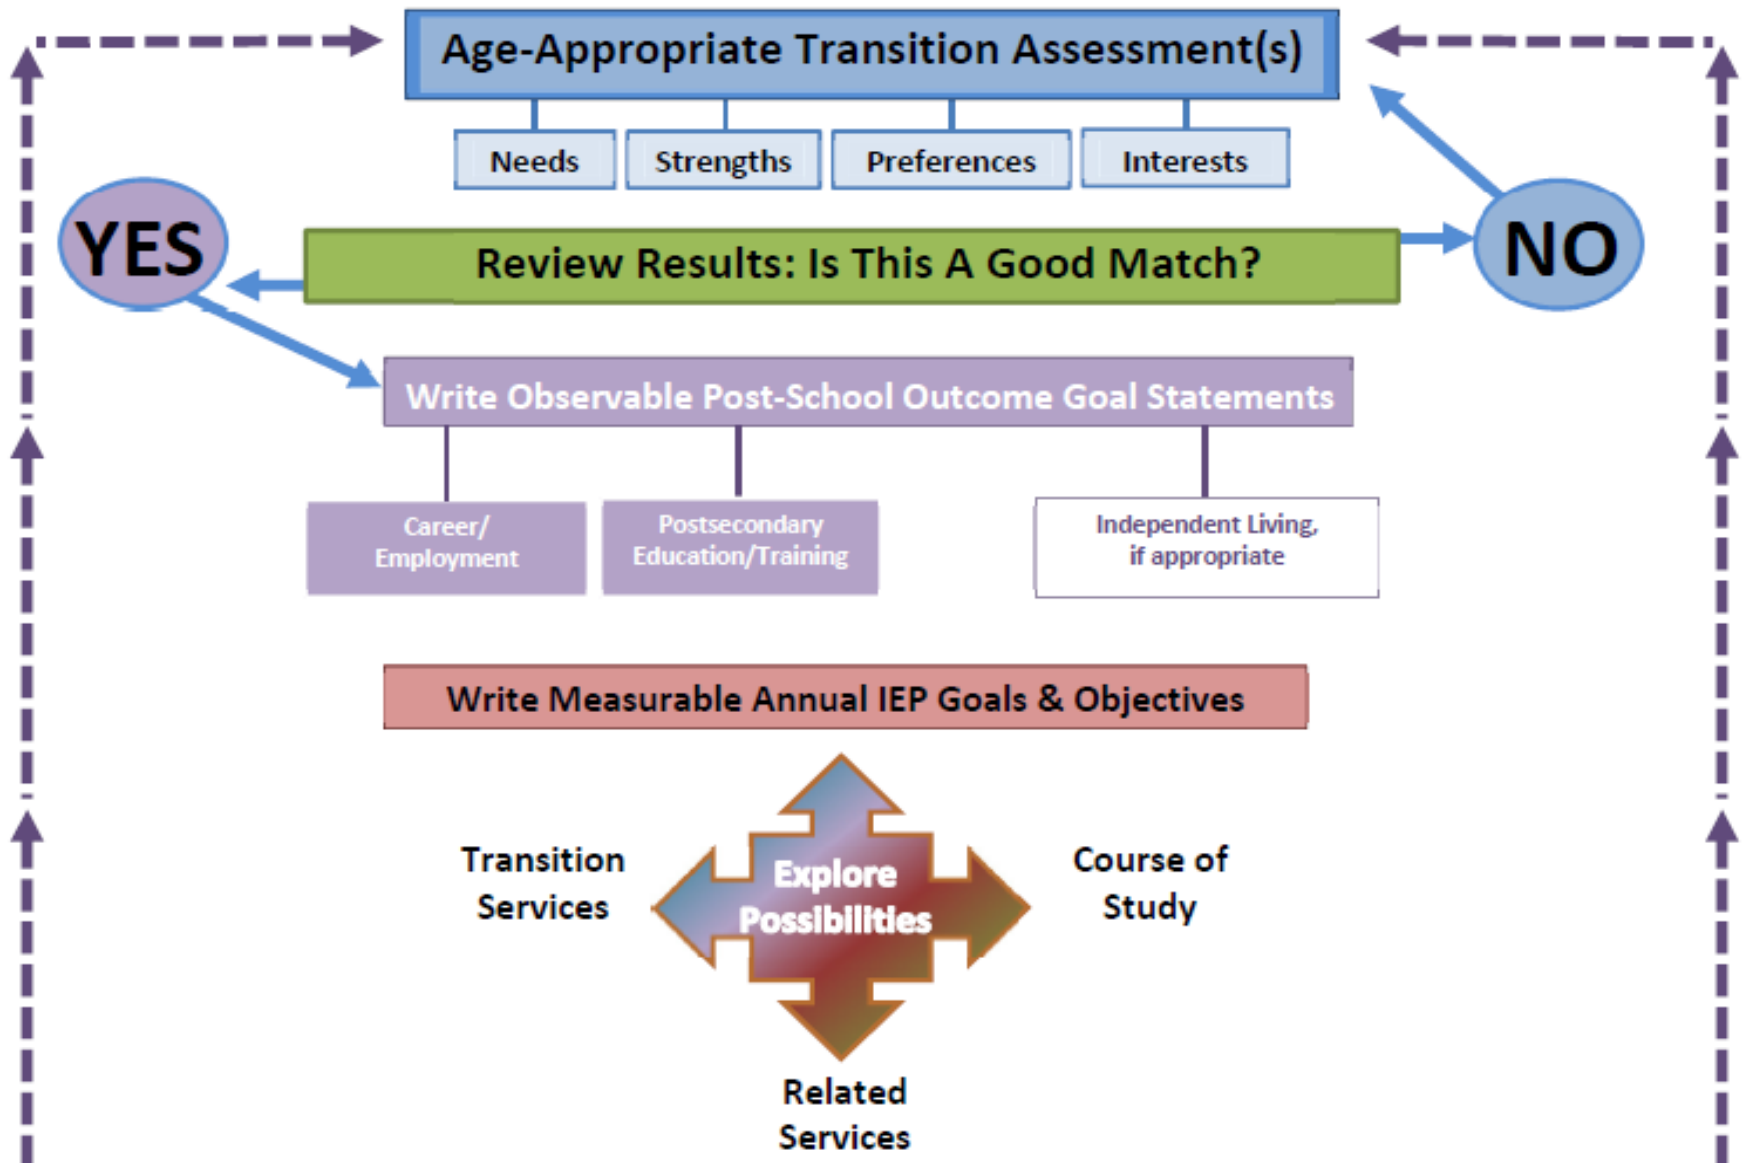 Age-Appropriate Transition Assessment(s)
Needs
Strengths
Preferences
Interests
YES
Review Results: Is This A Good Match?
NO
Write Observable Post-School Outcome Goal Statements
Career/
Employment
Postsecondary
Education/Training
Independent Living,
if appropriate
Write Measurable Annual IEP Goals & Objectives
Transition
Services
Explore
Possibilities
Course of
Study
Related
Services